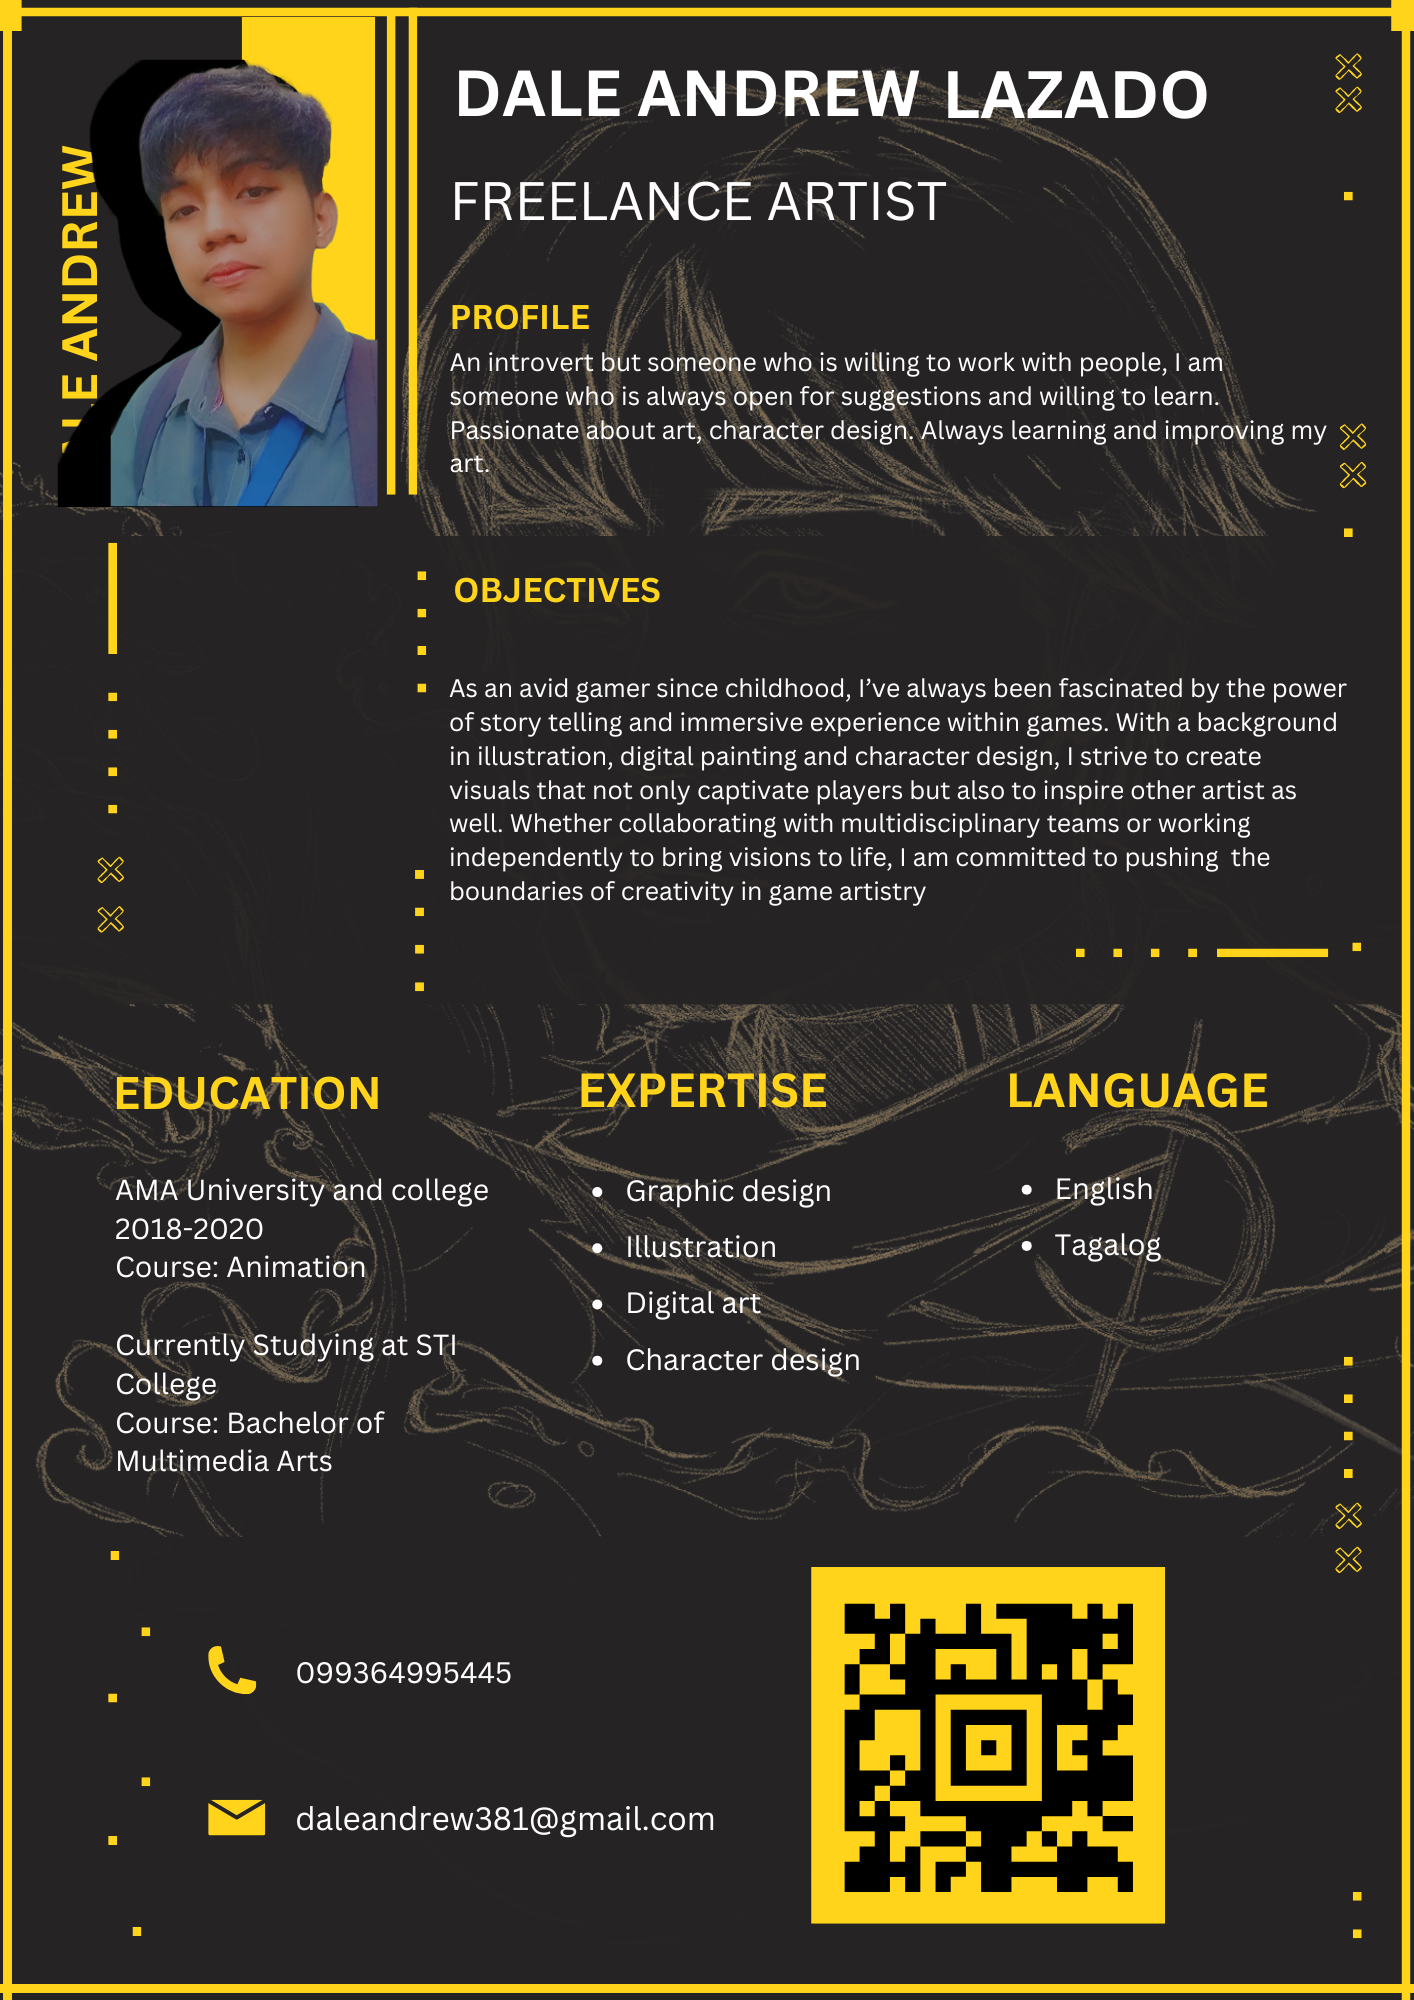 DALE ANDREW LAZADO
FREELANCE ARTIST
ANDREW
PROFILE
An introvert but someone who is willing to work with people, I am
someone who is always open for suggestions and willing to learn.
Passionate about art, character design. Always learning and improving my
art.
OBJECTIVES
As an avid gamer since childhood, I’ve always been fascinated by the power
of story telling and immersive experience within games. With a background
in illustration, digital painting and character design, I strive to create
visuals that not only captivate players but also to inspire other artist as
well. Whether collaborating with multidisciplinary teams or working
independently to bring visions to life, I am committed to pushing  the
boundaries of creativity in game artistry
EDUCATION
AMA University and college
2018-2020
Course: Animation
Currently Studying at STI
College
Course: Bachelor of
Multimedia Arts
EXPERTISE
• Graphic design
• Illustration
• Digital art
• Character design
LANGUAGE
• English
• Tagalog
099364995445
daleandrew381@gmail.com